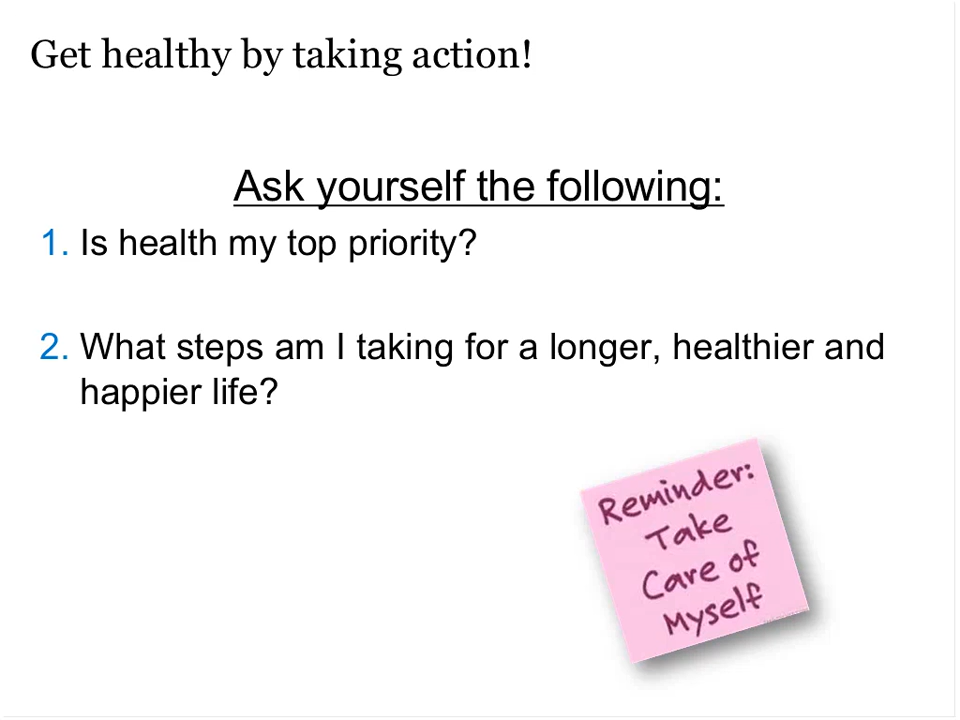 Get healthy by taking action!
Ask yourself the following:
1. Is health my top priority?
2. What steps am I taking for a longer, healthier and
happier life?
Reminder:
Take
Care of
Myself